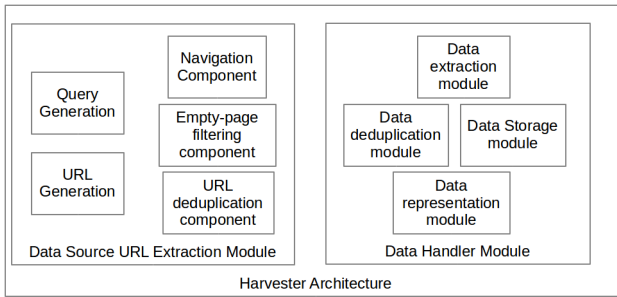 Query
Generation
URL
Generation
Navigation
Component
Empty-page
filtering
component
URL
deduplication
component
Data Source URL Extraction Module
Data
extraction
module
Data
deduplication
module
Data Storage
module
Data
representation
module
Data Handler Module
Harvester Architecture